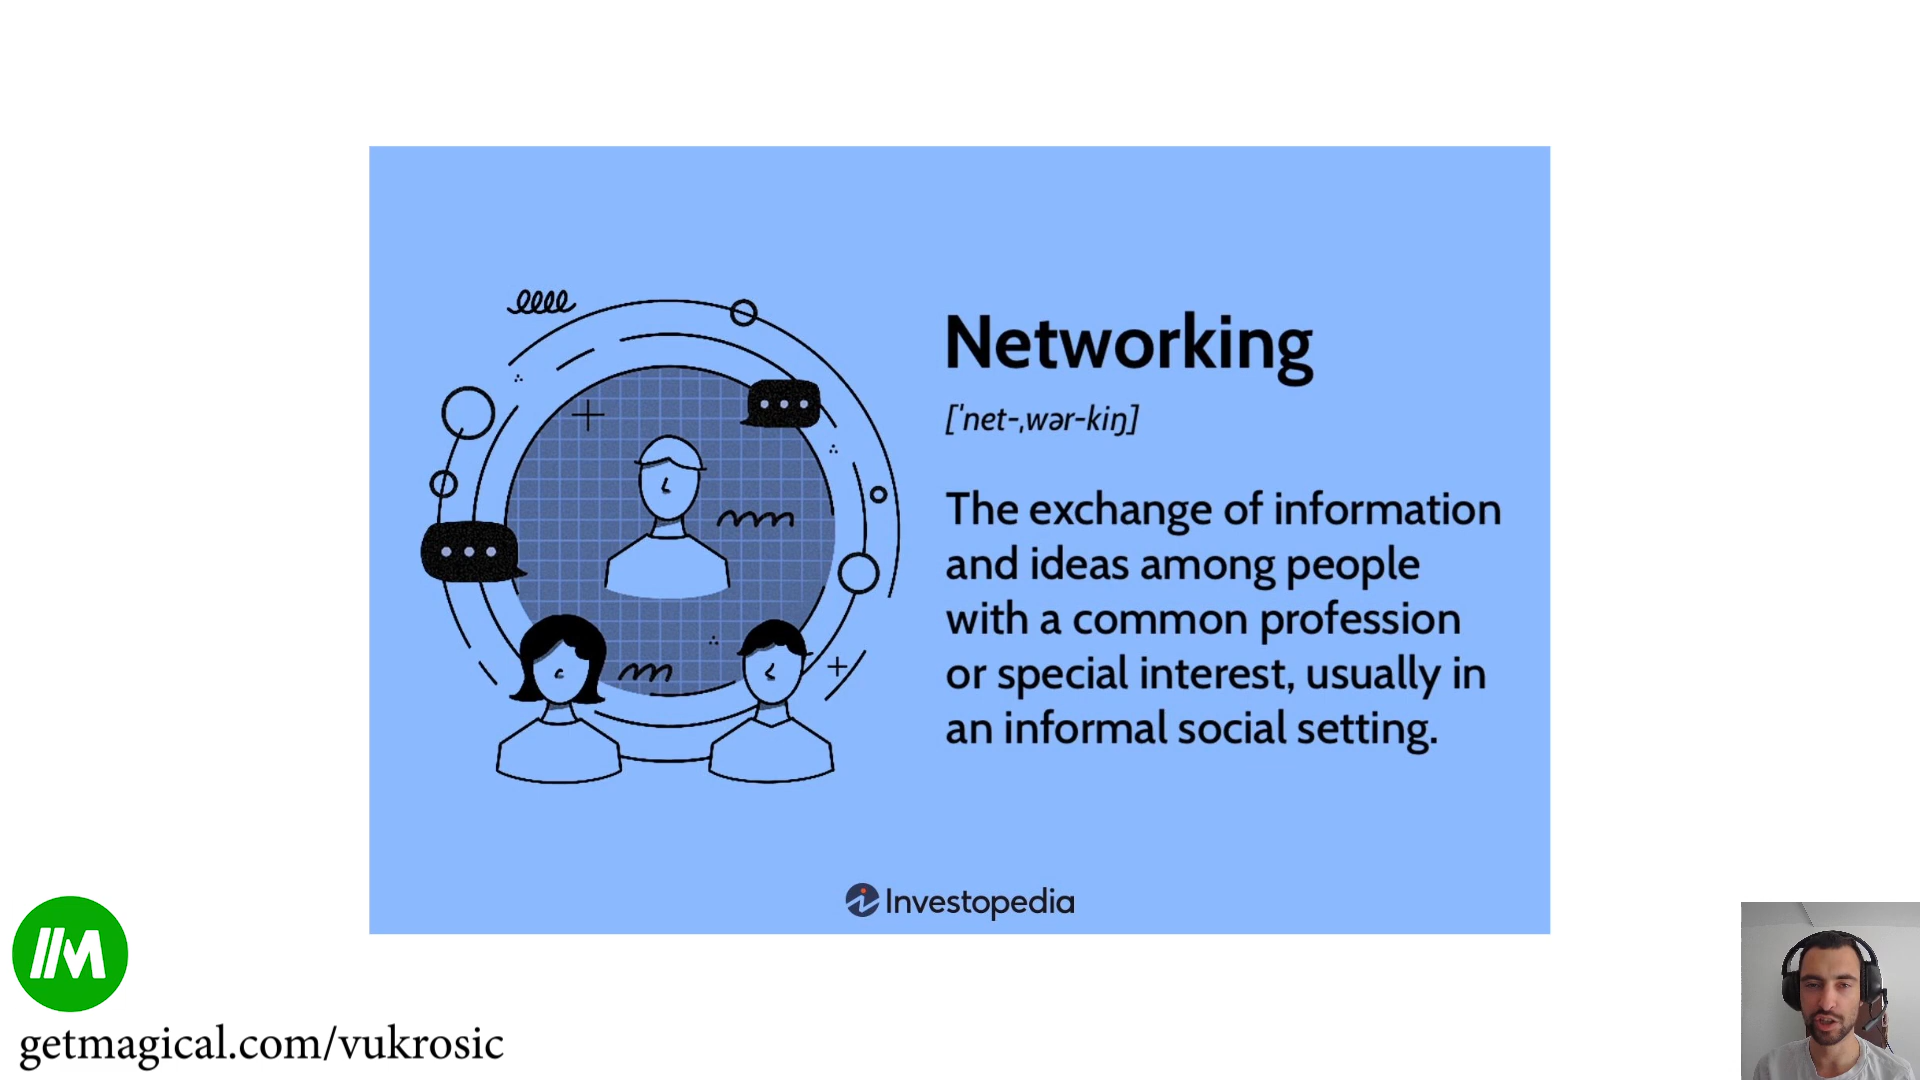 Networking
[ˈnet-ˌwər-kiŋ]
The exchange of information
and ideas among people
with a common profession
or special interest, usually in
an informal social setting.
Investopedia
M
getmagical.com/vukrosic